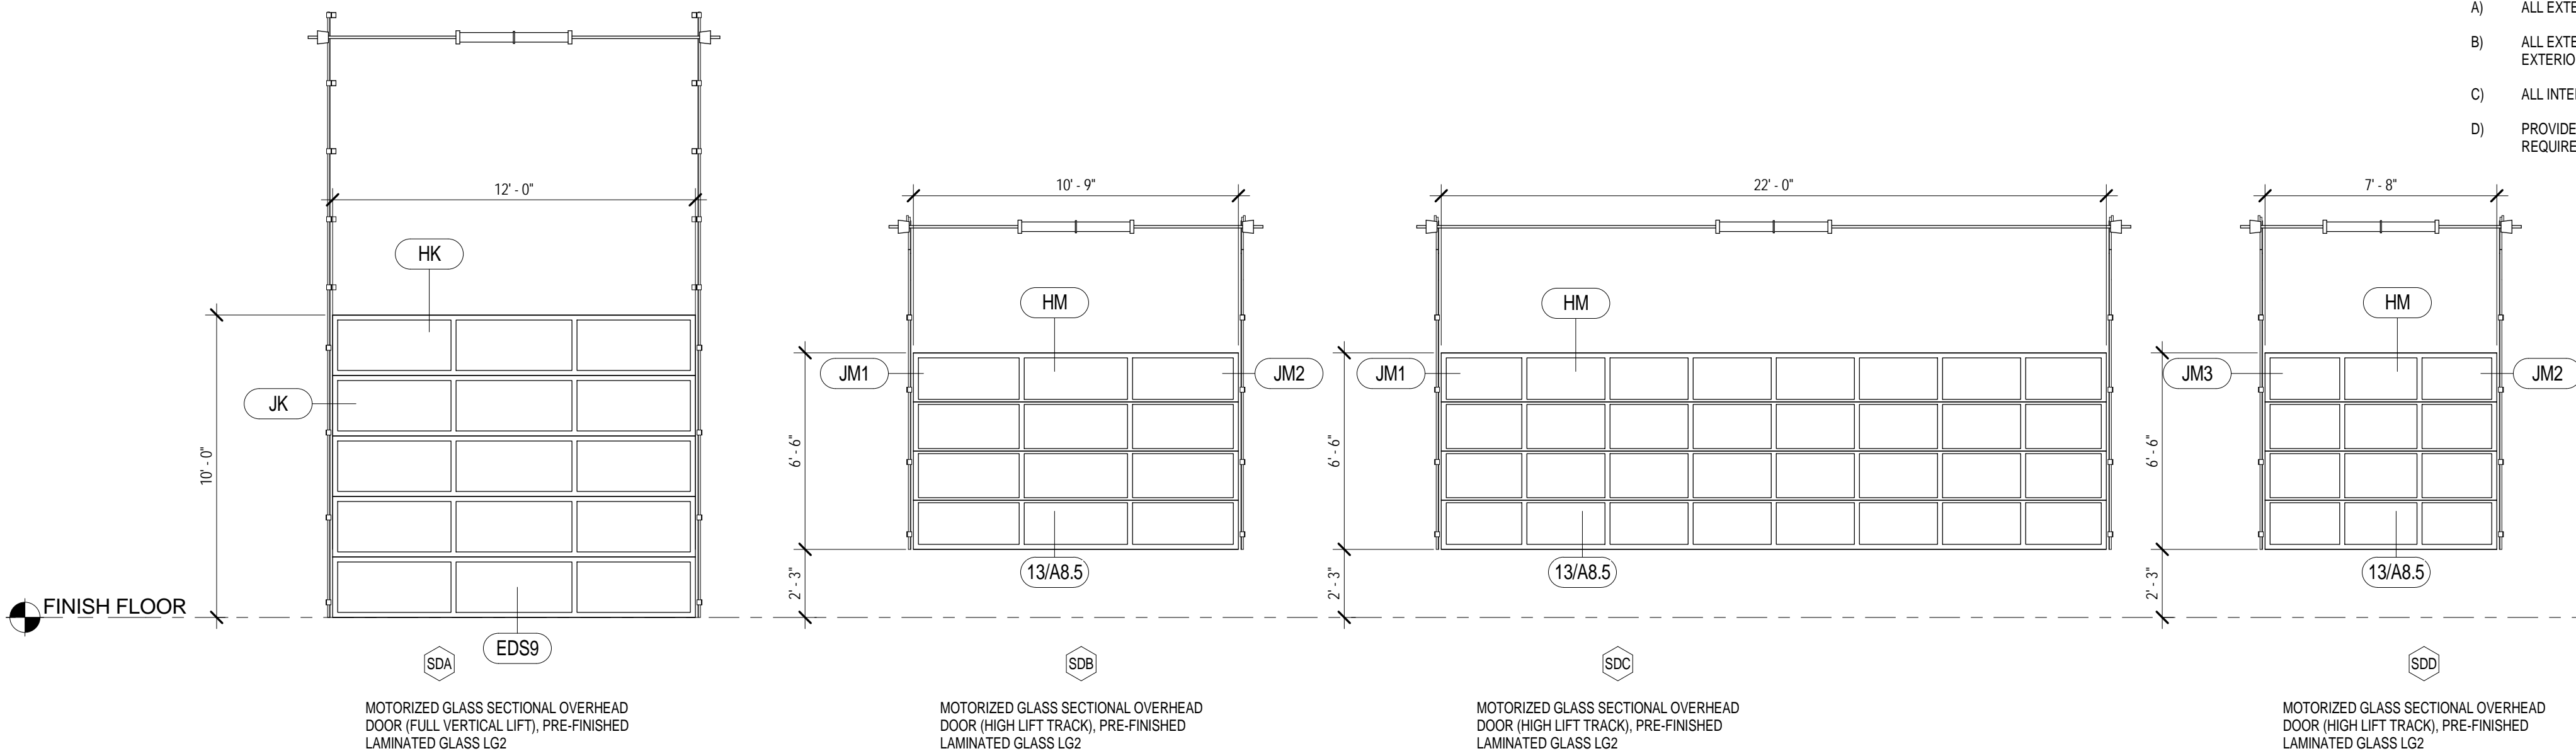 A) ALL EXTE
B) ALL EXTE
EXTERIO
C) ALL INTE
D) PROVIDE
REQUIRE
12' - 0"
10' - 9"
22' - 0"
7' - 8"
HK
HM
HM
HM
JM1
JM2
JM1
JM3
JM2
JK
10' - 0"
6' - 6"
6' - 6"
6' - 6"
13/A8.5
13/A8.5
13/A8.5
2' - 3"
2' - 3"
2' - 3"
FINISH FLOOR
EDS9
SDA
SDB
SDC
SDD
MOTORIZED GLASS SECTIONAL OVERHEAD
DOOR (FULL VERTICAL LIFT), PRE-FINISHED
LAMINATED GLASS LG2
MOTORIZED GLASS SECTIONAL OVERHEAD
DOOR (HIGH LIFT TRACK), PRE-FINISHED
LAMINATED GLASS LG2
MOTORIZED GLASS SECTIONAL OVERHEAD
DOOR (HIGH LIFT TRACK), PRE-FINISHED
LAMINATED GLASS LG2
MOTORIZED GLASS SECTIONAL OVERHEAD
DOOR (HIGH LIFT TRACK), PRE-FINISHED
LAMINATED GLASS LG2